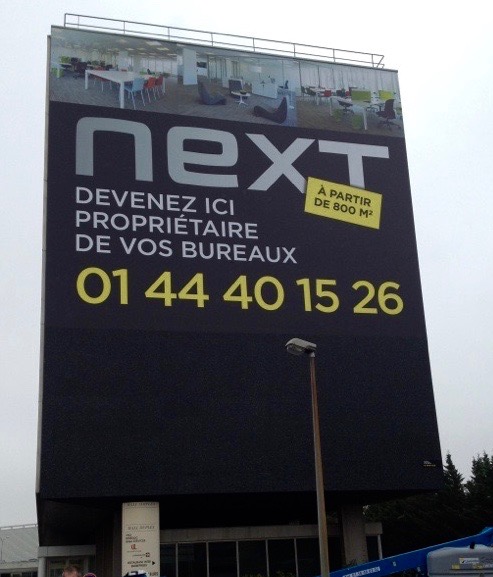 next
À PARTIR
DE 800 M²
DEVENEZ ICI
PROPRIÉTAIRE
DE VOS BUREAUX
01 44 40 15 26